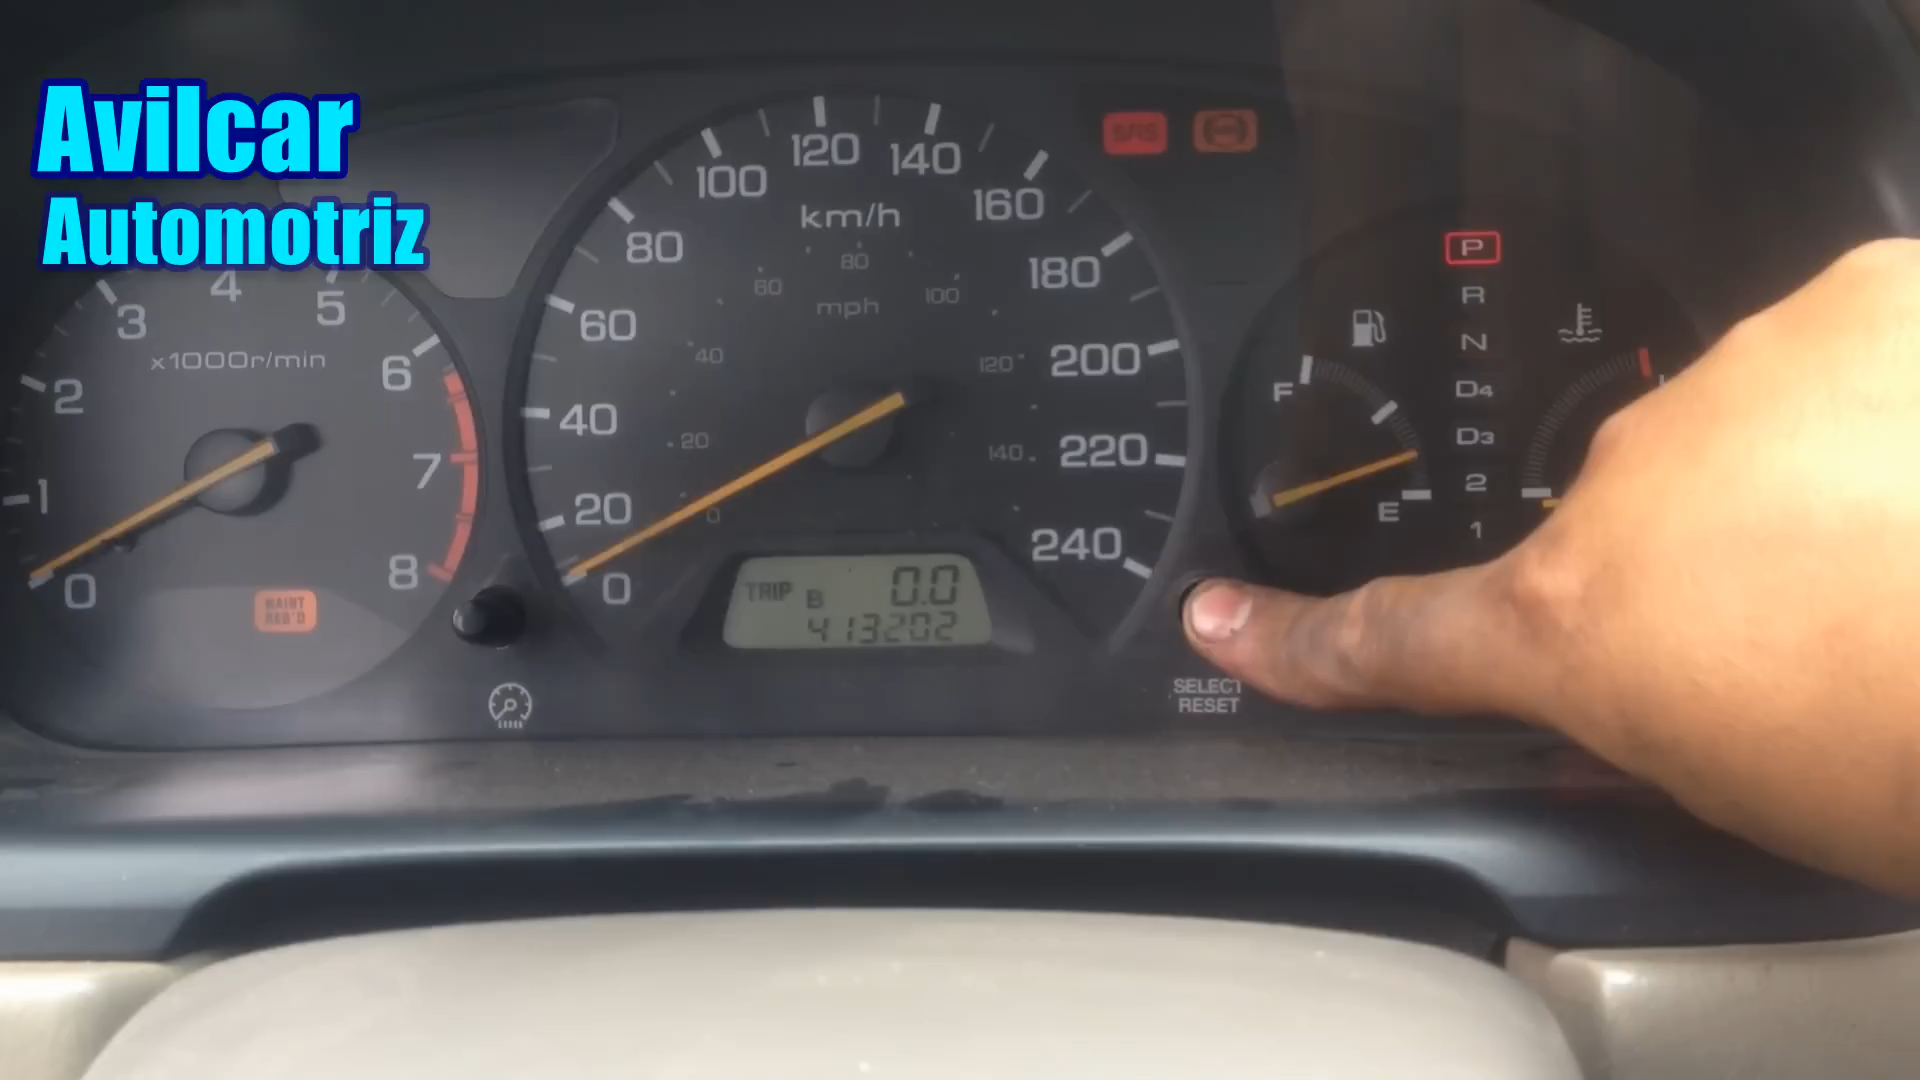 Avilcar
Automotriz
0
1
2
3
4
5
6
7
8
x1000r/min
MAINT
REQ'D
0
20
40
60
80
100
120
140
160
180
200
220
240
km/h
0
20
40
60
80
100
120
140
mph
TRIP B 0.0
413202
SELECT
RESET
F
E
P
R
N
D4
D3
2
1